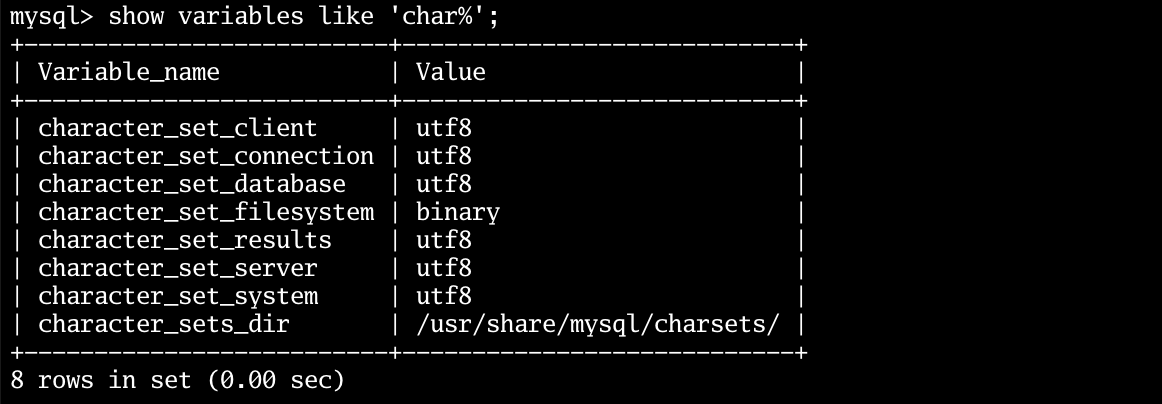 mysql> show variables like 'char%';
+--------------------------+----------------------------+
| Variable_name            | Value                      |
+--------------------------+----------------------------+
| character_set_client     | utf8                       |
| character_set_connection | utf8                       |
| character_set_database   | utf8                       |
| character_set_filesystem | binary                     |
| character_set_results    | utf8                       |
| character_set_server     | utf8                       |
| character_set_system     | utf8                       |
| character_sets_dir       | /usr/share/mysql/charsets/ |
+--------------------------+----------------------------+
8 rows in set (0.00 sec)